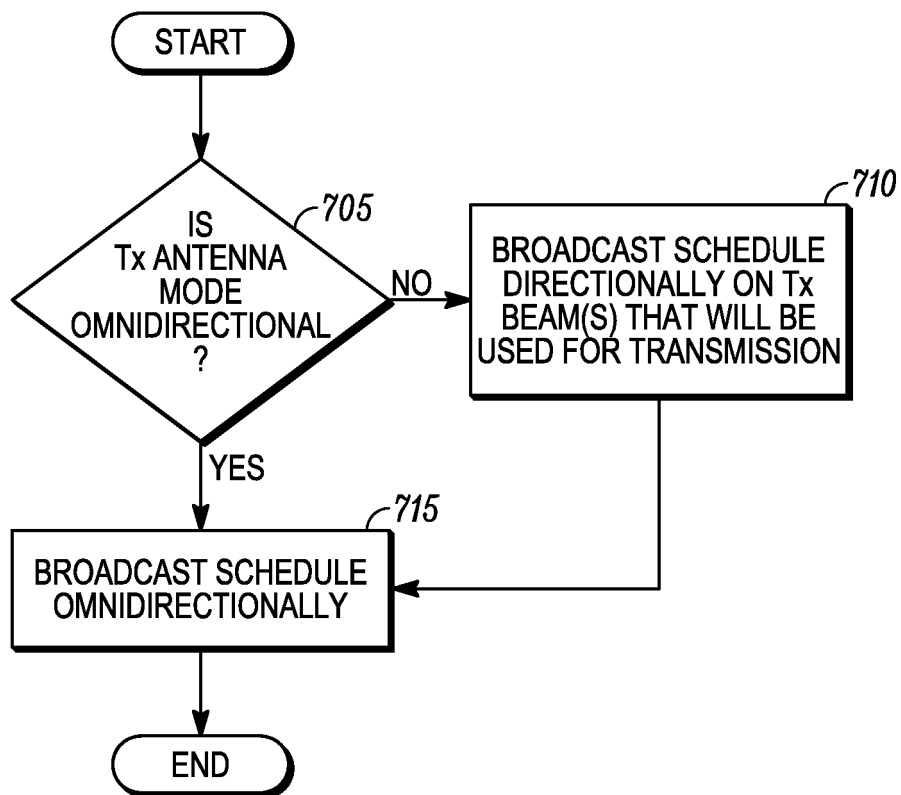 START
IS
Tx ANTENNA
MODE
OMNIDIRECTIONAL
?
705
NO
710
BROADCAST SCHEDULE
DIRECTIONALLY ON Tx
BEAM(S) THAT WILL BE
USED FOR TRANSMISSION
YES
715
BROADCAST SCHEDULE
OMNIDIRECTIONALLY
END